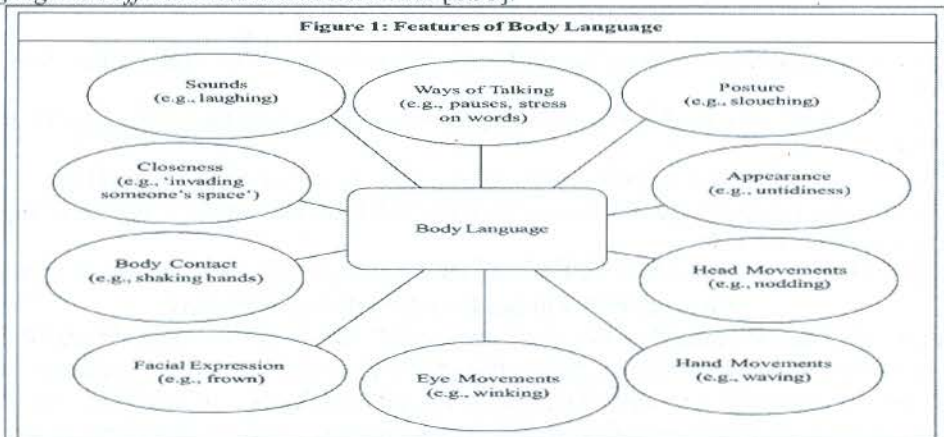 Figure 1: Features of Body Language
Sounds
(e.g., laughing)
Ways of Talking
(e.g., pauses, stress
on words)
Posture
(e.g., slouching)
Closeness
(e.g., 'invading
someone's space')
Appearance
(e.g., untidiness)
Body Language
Body Contact
(e.g., shaking hands)
Head Movements
(e.g., nodding)
Facial Expression
(e.g., frown)
Eye Movements
(e.g., winking)
Hand Movements
(e.g., waving)